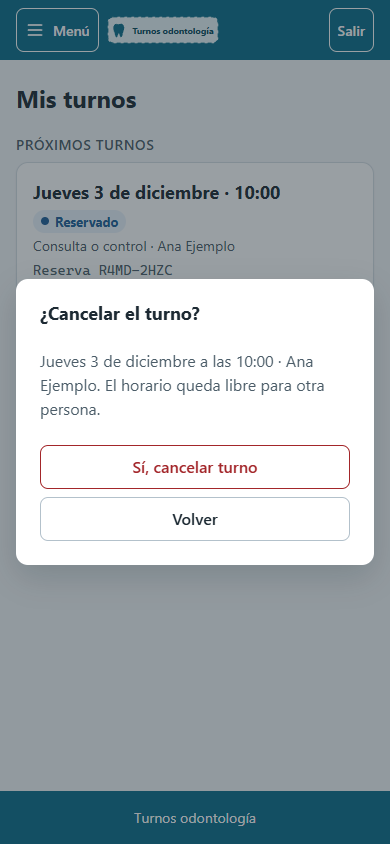 Menú
Turnos odontología
Salir
Mis turnos
PRÓXIMOS TURNOS
Jueves 3 de diciembre · 10:00
Reservado
Consulta o control · Ana Ejemplo
Reserva R4MD-2HZC
¿Cancelar el turno?
Jueves 3 de diciembre a las 10:00 · Ana
Ejemplo. El horario queda libre para otra
persona.
Sí, cancelar turno
Volver
Turnos odontología